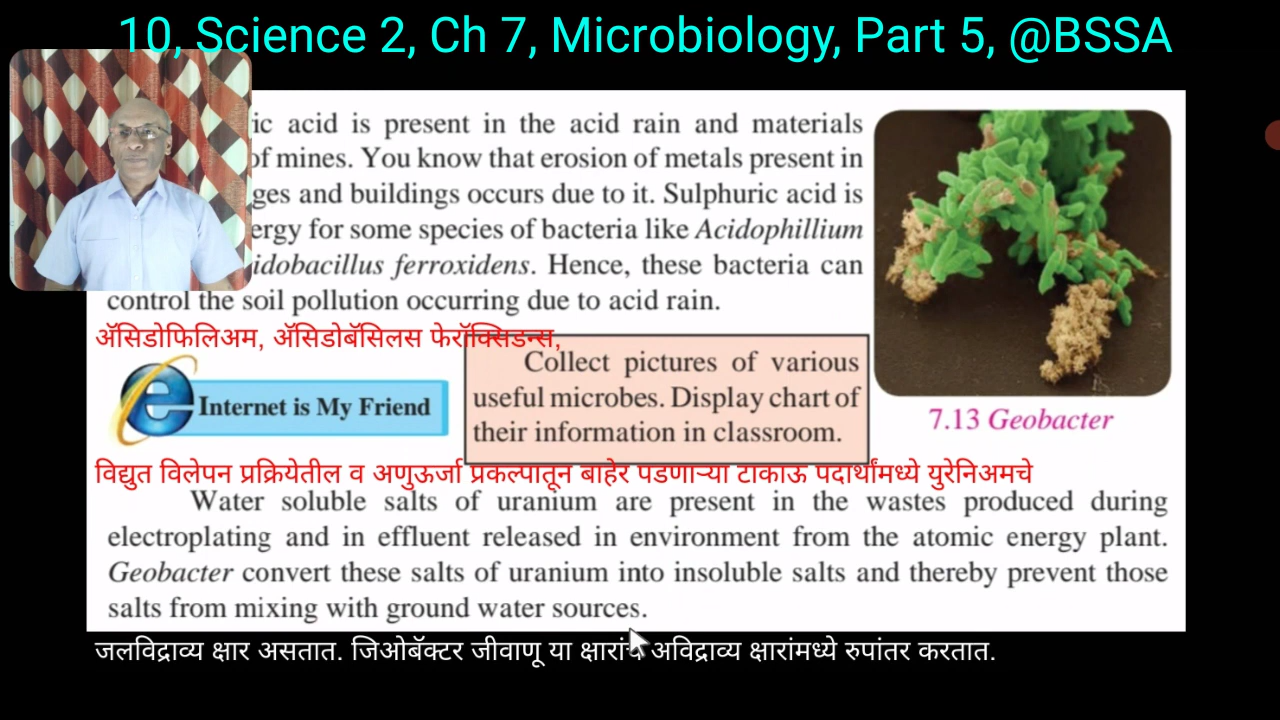 10, Science 2, Ch 7, Microbiology, Part 5, @BSSA
ic acid is present in the acid rain and materials
of mines. You know that erosion of metals present in
ges and buildings occurs due to it. Sulphuric acid is
ergy for some species of bacteria like Acidophillium
idobacillus ferroxidens. Hence, these bacteria can
control the soil pollution occurring due to acid rain.
ॲसिडोफिलिअम, ॲसिडोबॅसिलस फेरॉक्सिडन्स,
Internet is My Friend
Collect pictures of various
useful microbes. Display chart of
their information in classroom.
7.13 Geobacter
विद्युत विलेपन प्रक्रियेतील व अणुऊर्जा प्रकल्पातून बाहेर पडणाऱ्या टाकाऊ पदार्थांमध्ये युरेनिअमचे
Water soluble salts of uranium are present in the wastes produced during
electroplating and in effluent released in environment from the atomic energy plant.
Geobacter convert these salts of uranium into insoluble salts and thereby prevent those
salts from mixing with ground water sources.
जलविद्राव्य क्षार असतात. जिओबॅक्टर जीवाणू या क्षारांचे अविद्राव्य क्षारांमध्ये रुपांतर करतात.